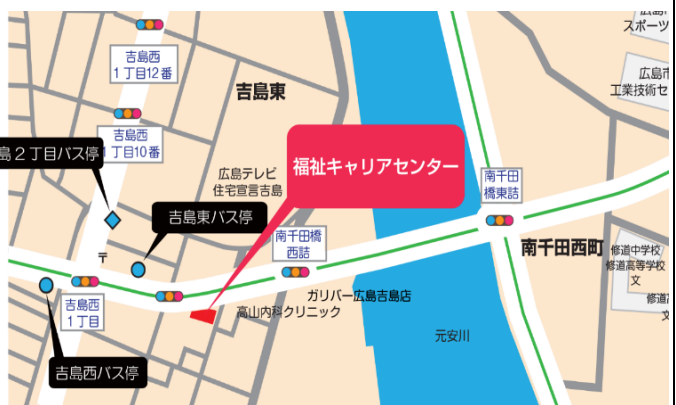 スポーツ
広島市
工業技術セ
吉島西
1丁目12番
吉島東
吉島西
1丁目10番
島2丁目バス停
広島テレビ
住宅宣言吉島
福祉キャリアセンター
南千田
橋東詰
吉島東バス停
南千田橋
西詰
南千田西町
修道中学校
修道高等学校
文
〒
吉島西
1丁目
ガリバー広島吉島店
高山内科クリニック
修道
文
元安川
吉島西バス停